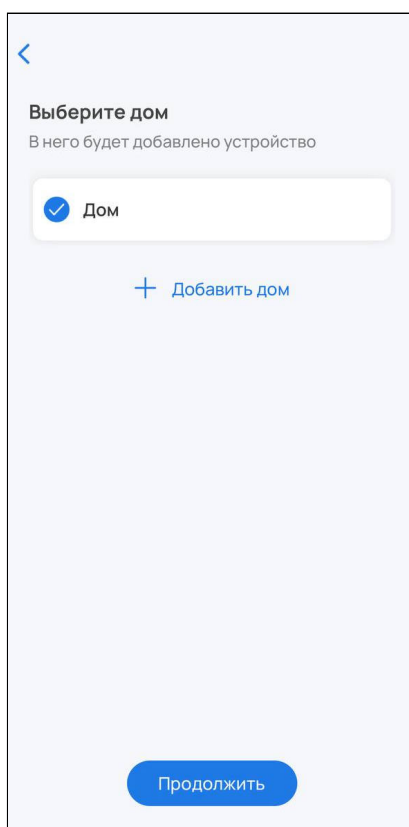 Выберите дом
В него будет добавлено устройство
Дом
Добавить дом
Продолжить